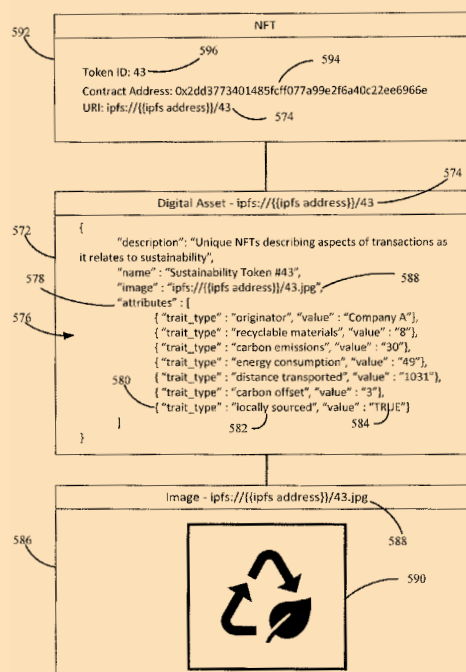 NFT
592
596
Token ID: 43
594
Contract Address: 0x2dd3773401485fcff077a99e2f6a40c22ee6966e
URI: ipfs://{{ipfs address}}/43
574
574
Digital Asset - ipfs://{{ipfs address}}/43
572
{
"description": "Unique NFTs describing aspects of transactions as
it relates to sustainability",
"name" : "Sustainability Token #43",
588
578
"image" : "ipfs://{{ipfs address}}/43.jpg",
"attributes" : [
576
{ "trait_type" : "originator", "value" : "Company A"},
{ "trait_type" : "recyclable materials", "value" : "8"},
{ "trait_type" : "carbon emissions", "value" : "30"},
{ "trait_type" : "energy consumption", "value" : "49"},
{ "trait_type" : "distance transported", "value" : "1031"},
{ "trait_type" : "carbon offset", "value" : "3"},
580
{ "trait_type" : "locally sourced", "value" : "TRUE"}
]
582
584
}
Image - ipfs://{{ipfs address}}/43.jpg
586
588
590